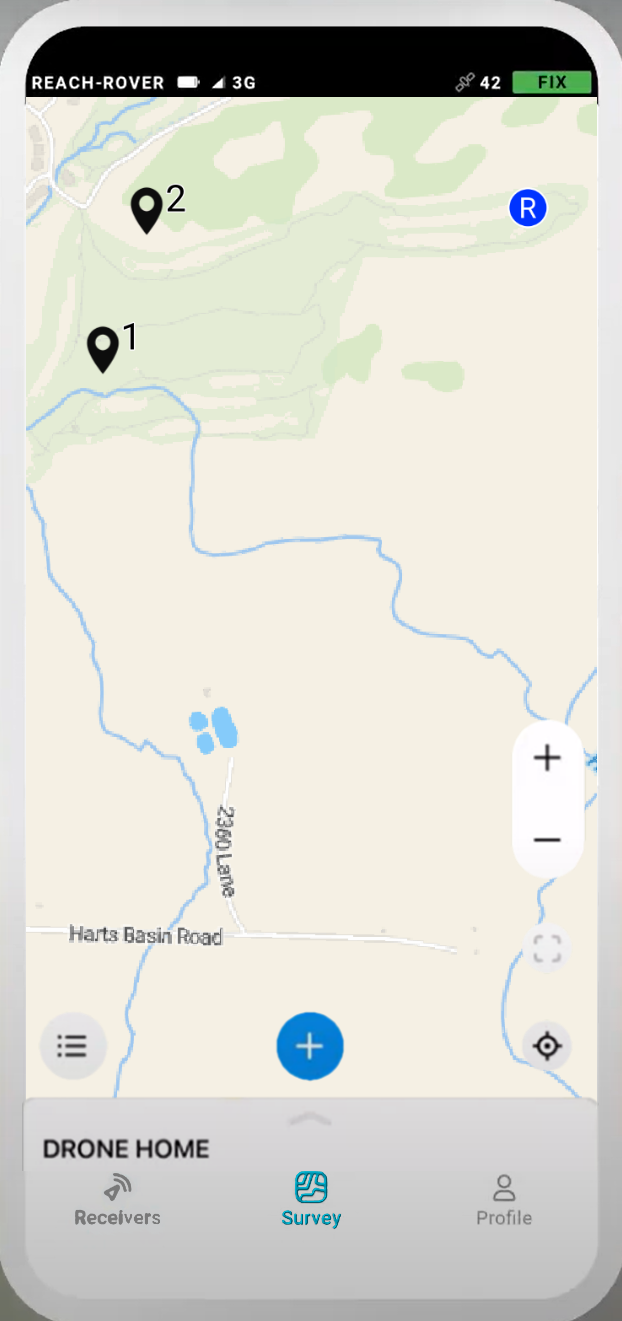 REACH-ROVER 3G 42 FIX
2
R
1
2360 Lane
Harts Basin Road
DRONE HOME
Receivers Survey Profile